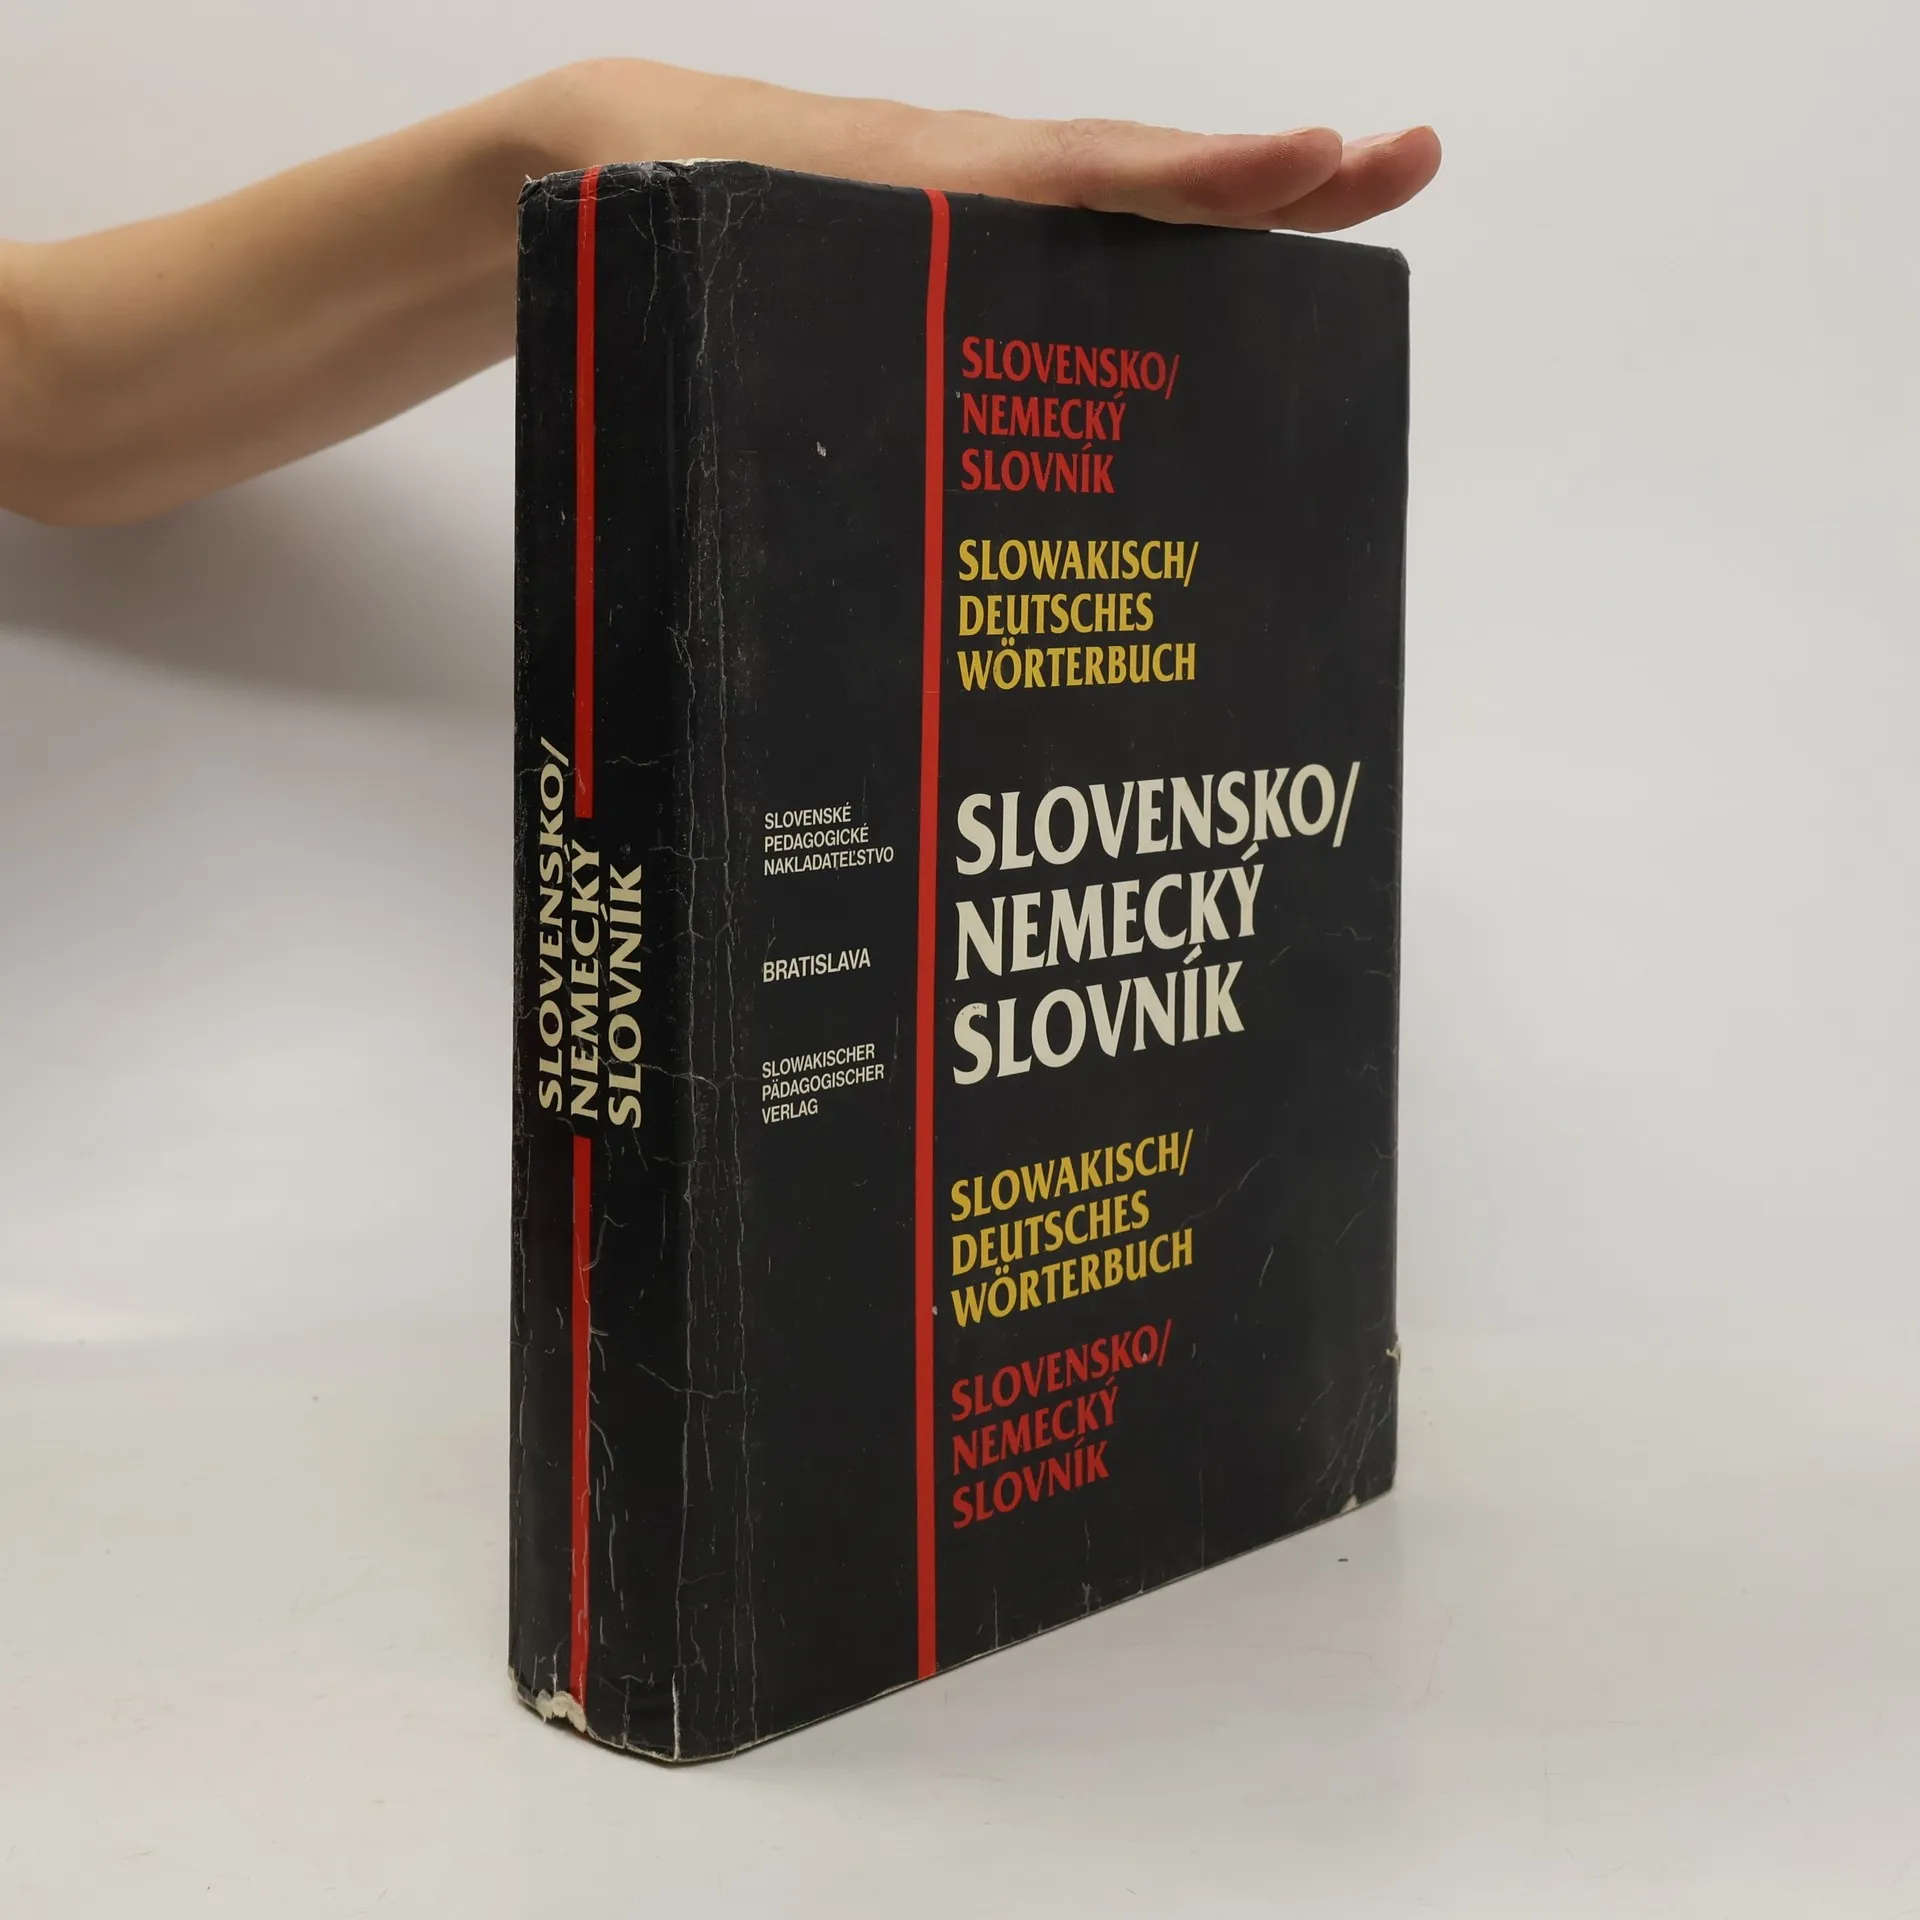 SLOVENSKO/
NEMECKÝ
SLOVNÍK
SLOVENSKO/
NEMECKÝ
SLOVNÍK
SLOWAKISCH/
DEUTSCHES
WÖRTERBUCH
SLOVENSKÉ
PEDAGOGICKÉ
NAKLADATEĽSTVO
BRATISLAVA
SLOWAKISCHER
PÄDAGOGISCHER
VERLAG
SLOVENSKO/
NEMECKÝ
SLOVNÍK
SLOWAKISCH/
DEUTSCHES
WÖRTERBUCH
SLOVENSKO/
NEMECKÝ
SLOVNÍK